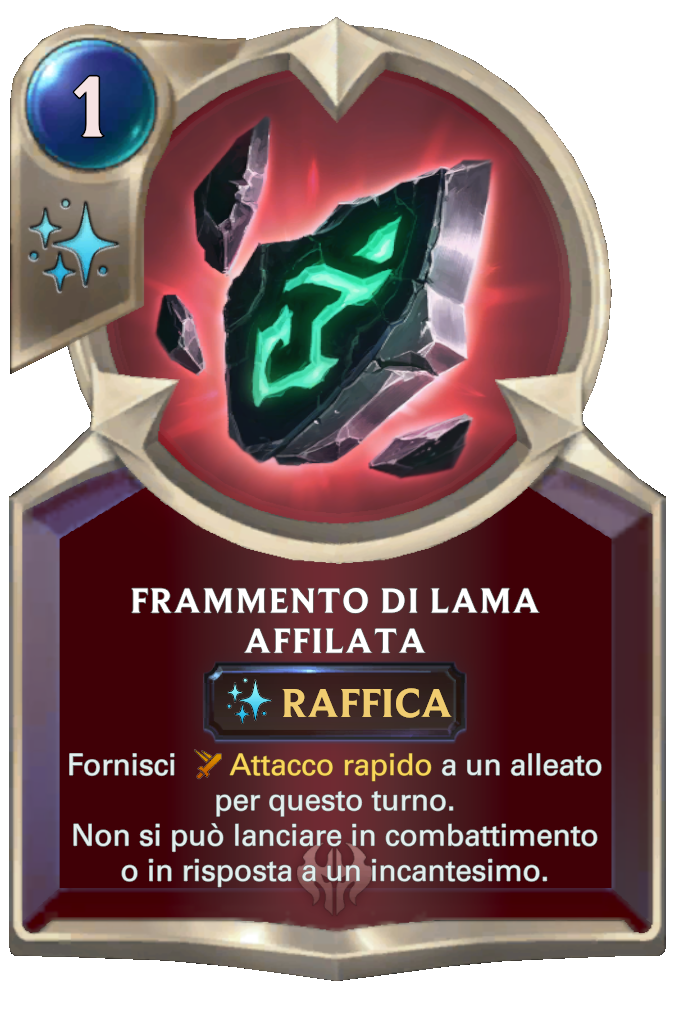 1
FRAMMENTO DI LAMA
AFFILATA
RAFFICA
Fornisci Attacco rapido a un alleato
per questo turno.
Non si può lanciare in combattimento
o in risposta a un incantesimo.